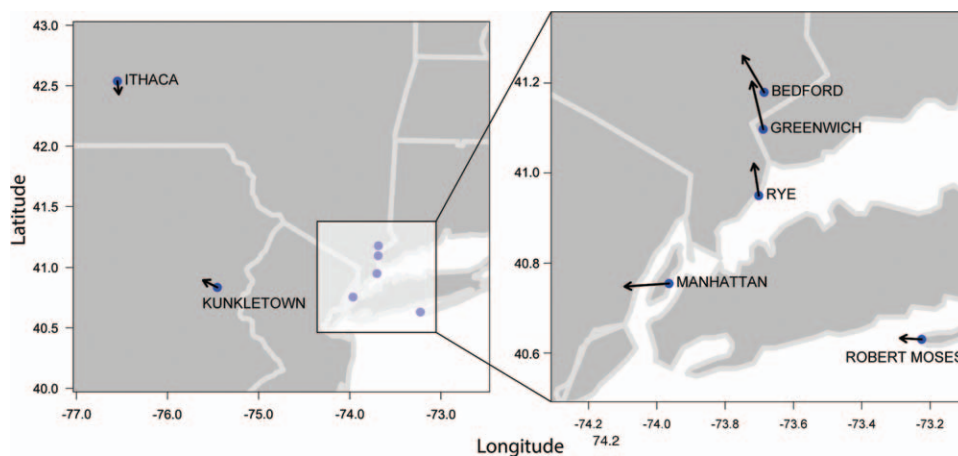 43.0
42.5
42.0
41.5
41.0
40.5
40.0
Latitude
ITHACA
KUNKLETOWN
-77.0 -76.0 -75.0 -74.0 -73.0
41.2
41.0
40.8
40.6
BEDFORD
GREENWICH
RYE
MANHATTAN
ROBERT MOSES
-74.2 -74.0 -73.8 -73.6 -73.4 -73.2
74.2
Longitude